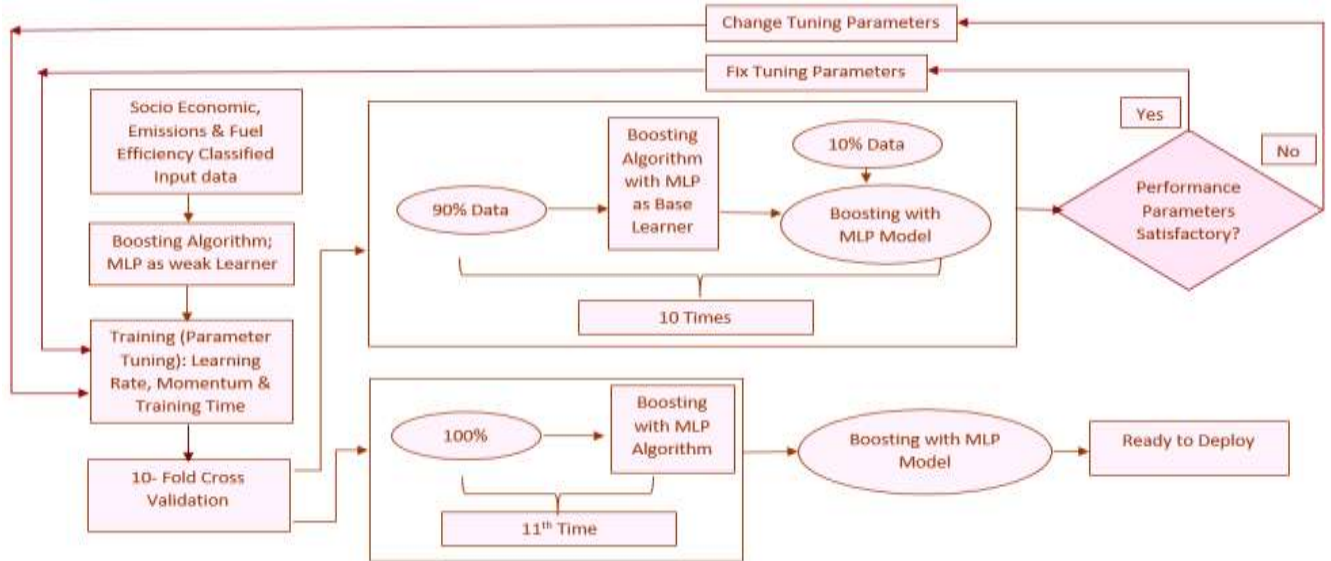 Change Tuning Parameters
Fix Tuning Parameters
Socio Economic,
Emissions & Fuel
Efficiency Classified
Input data
Boosting Algorithm;
MLP as weak Learner
Training (Parameter
Tuning): Learning
Rate, Momentum &
Training Time
10- Fold Cross
Validation
90% Data
Boosting
Algorithm
with MLP
as Base
Learner
10% Data
Boosting with
MLP Model
10 Times
Yes
No
Performance
Parameters
Satisfactory?
100%
Boosting
with MLP
Algorithm
11th Time
Boosting with MLP
Model
Ready to Deploy